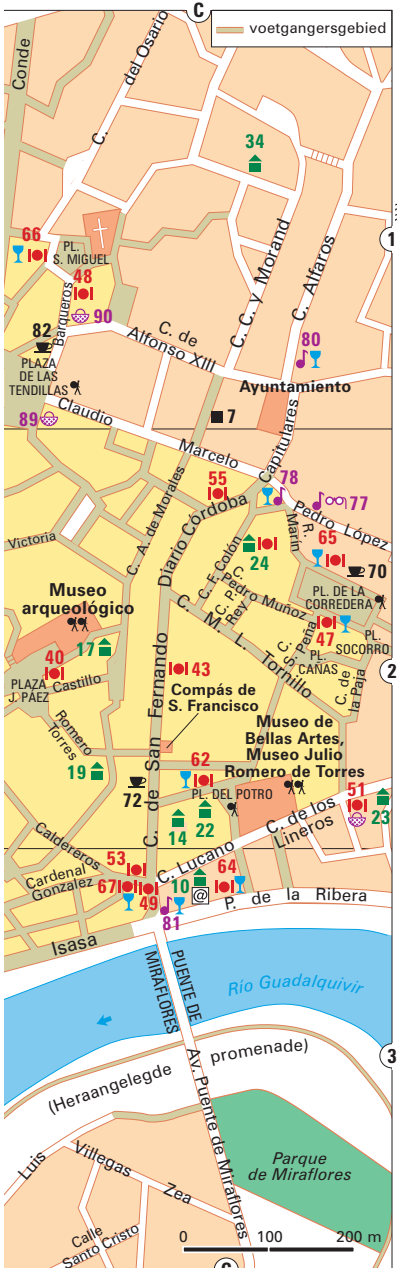 C
voetgangersgebied
Conde
C. del Osario
34
1
66
PL.
S. MIGUEL
48
Barqueros
90
C. de
Alfonso XIII
C. C. y Morand
C. Alfaros
82
PLAZA
DE LAS
TENDILLAS
80
Ayuntamiento
89
Claudio
Marcelo
7
Capitulares
55
78
77
Pedro López
R.
Marín
65
70
Victoria
C. A. de Morales
Diario Córdoba
24
C. F. Colón
C. P.
Rey
Pedro Muñoz
PL. DE LA
CORREDERA
Museo
arqueológico
17
C. M. L. Tornillo
C.
S. Peña
47
PL.
CAÑAS
PL.
SOCORRO
C. de
la Paja
2
40
PLAZA
J. PÁEZ
Castillo
43
Compás de
S. Francisco
C. de San Fernando
Romero
Torres
19
Museo de
Bellas Artes,
Museo Julio
Romero de Torres
62
72
PL. DEL POTRO
14
22
51
23
C. de los
Lineros
Caldereros
53
C. Lucano
Cardenal
Gonzalez
67
49
10
@
64
81
P. de la Ribera
Isasa
PUENTE DE
MIRAFLORES
Río Guadalquivir
3
(Heraangelegde promenade)
Av. Puente de Miraflores
Luis
Villegas
Zea
Parque
de Miraflores
Calle
Santo Cristo
0 100 200 m
C